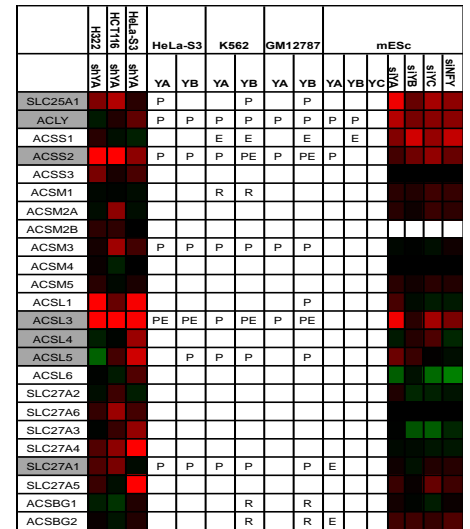 H322 HCT116 HeLa-S3 HeLa-S3 K562 GM12787 mESc
shYA shYA shYA YA YB YA YB YA YB YA YB YC siYA siYB siYC siNFY
SLC25A1 P P P
ACLY P P P P P P P P
ACSS1 E E E E
ACSS2 P P P PE P PE P
ACSS3
ACSM1 R R
ACSM2A
ACSM2B
ACSM3 P P P P P P
ACSM4
ACSM5
ACSL1 P
ACSL3 PE PE P PE P PE
ACSL4
ACSL5 P P P P
ACSL6
SLC27A2
SLC27A6
SLC27A3
SLC27A4
SLC27A1 P P P P P E
SLC27A5
ACSBG1 R R
ACSBG2 R R E